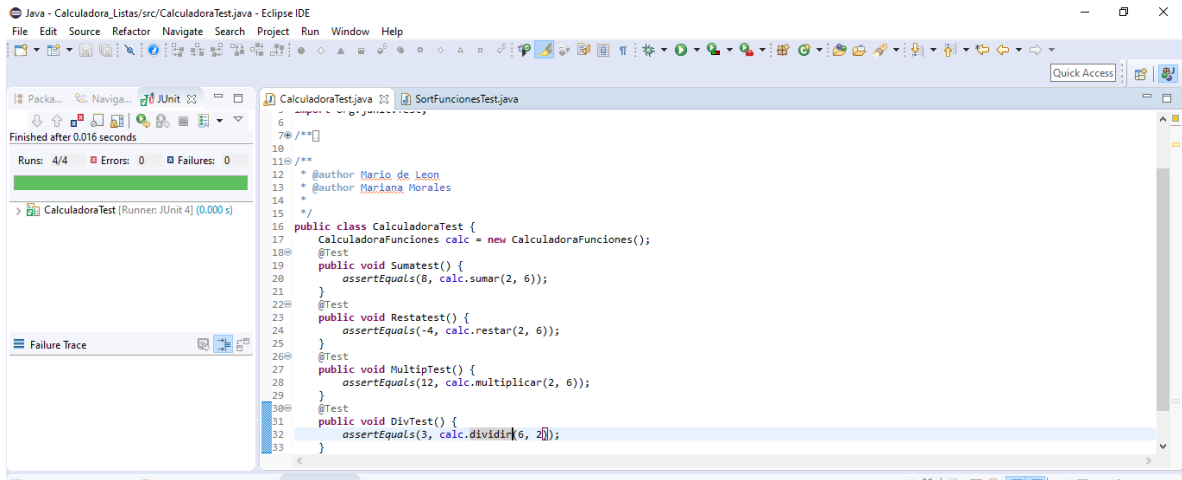 Java - Calculadora_Listas/src/CalculadoraTest.java - Eclipse IDE
File Edit Source Refactor Navigate Search Project Run Window Help
Quick Access
Packa... Naviga... JUnit
CalculadoraTest.java SortFuncionesTest.java
Finished after 0.016 seconds
Runs: 4/4 Errors: 0 Failures: 0
CalculadoraTest [Runner: JUnit 4] (0.000 s)
Failure Trace
6
7 /**
10
11 /**
12 * @author Mario de Leon
13 * @author Mariana Morales
14 *
15 */
16 public class CalculadoraTest {
17 CalculadoraFunciones calc = new CalculadoraFunciones();
18 @Test
19 public void Sumatest() {
20 assertEquals(8, calc.sumar(2, 6));
21 }
22 @Test
23 public void Restatest() {
24 assertEquals(-4, calc.restar(2, 6));
25 }
26 @Test
27 public void MultipTest() {
28 assertEquals(12, calc.multiplicar(2, 6));
29 }
30 @Test
31 public void DivTest() {
32 assertEquals(3, calc.dividir(6, 2));
33 }